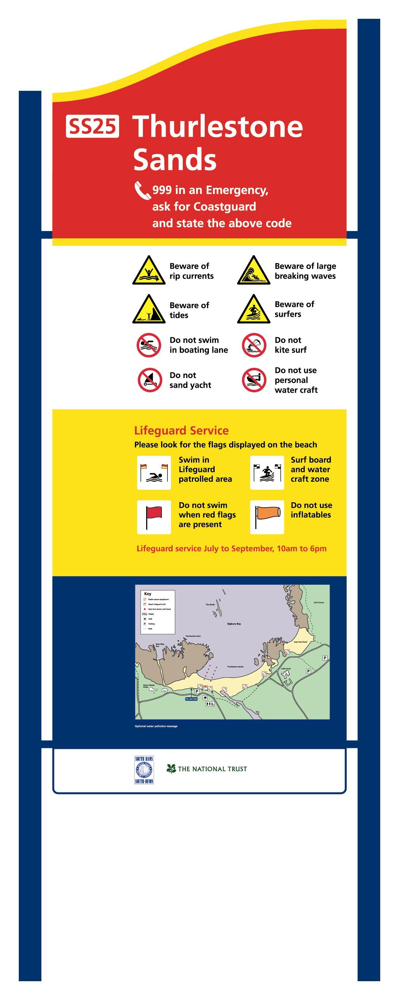 SS25
Thurlestone
Sands
999 in an Emergency,
ask for Coastguard
and state the above code
Beware of
rip currents
Beware of large
breaking waves
Beware of
tides
Beware of
surfers
Do not swim
in boating lane
Do not
kite surf
Do not
sand yacht
Do not use
personal
water craft
Lifeguard Service
Please look for the flags displayed on the beach
Swim in
Lifeguard
patrolled area
Surf board
and water
craft zone
Do not swim
when red flags
are present
Do not use
inflatables
Lifeguard service July to September, 10am to 6pm
Key
Public rescue equipment
Beach Lifeguard Unit
Boat lane (swim well clear)
Toilets
Cafe
P Parking
Path
The Books
Golf Course
Bigbury Bay
Thurlestone Rock
New Way
Gut
Leas Foot Sand
P
Thurlestone Sands
Links Court
P
Heron House
Hotel
P
You Are Here
Optional water pollution message
SOUTH HAMS
SOUTH HAMS
DISTRICT COUNCIL
SOUTH·DEVON
THE NATIONAL TRUST